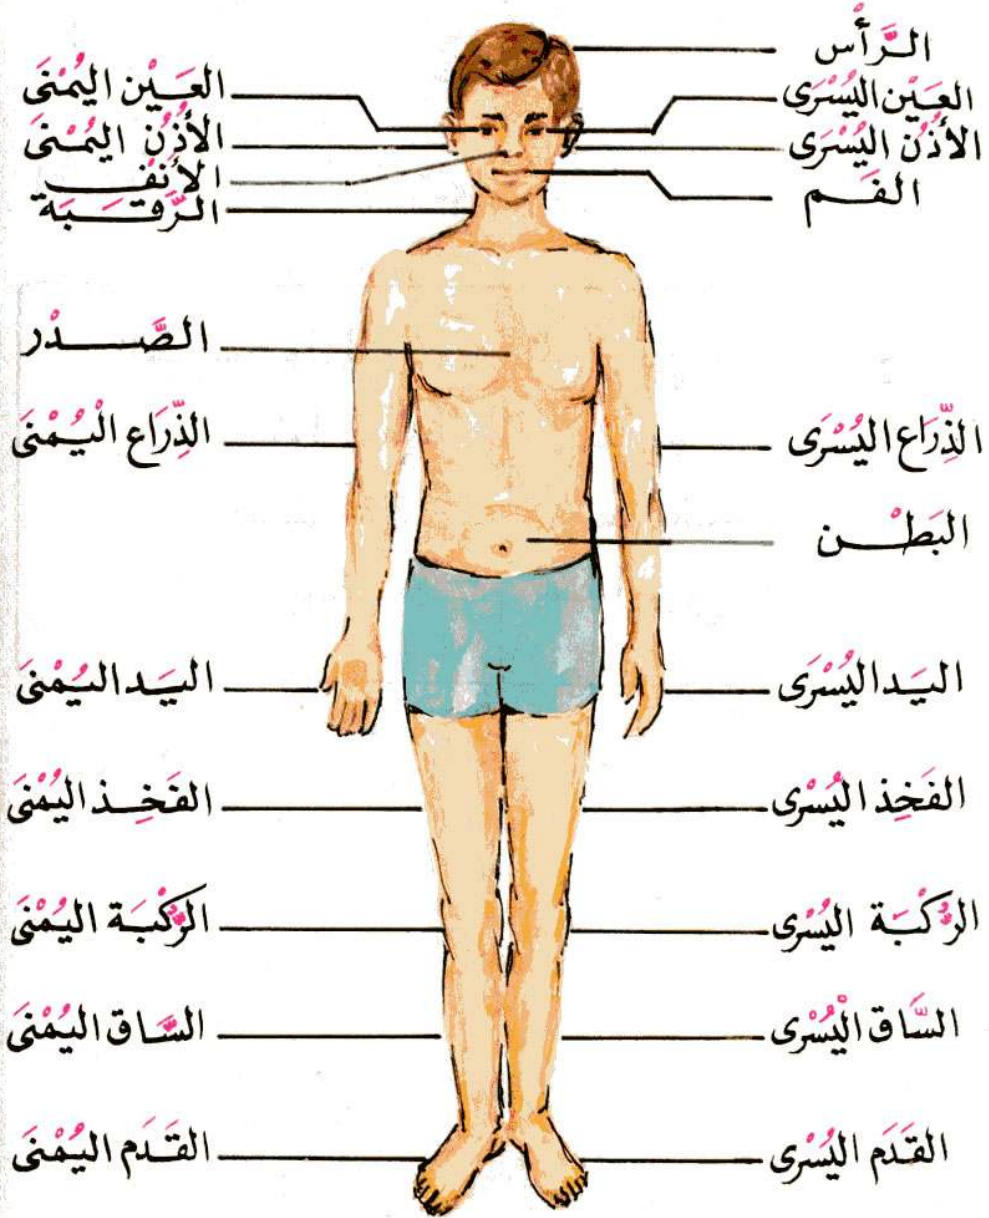 الرَّأْس
العَيْن اليُسْرَى
الأُذُن اليُسْرَى
الفَم
الذِّرَاع اليُسْرَى
البَطْن
اليَد اليُسْرَى
الفَخِذ اليُسْرَى
الرُّكْبَة اليُسْرَى
السَّاق الْيُسْرَى
القَدَم اليُسْرَى
العَيْن اليُمْنَى
الأُذُن اليُمْنَى
الأَنْف
الرَّقَبَة
الصَّدْر
الذِّرَاع الْيُمْنَى
اليَد اليُمْنَى
الفَخِذ اليُمْنَى
الرُّكْبَة اليُمْنَى
السَّاق اليُمْنَى
القَدَم اليُمْنَى